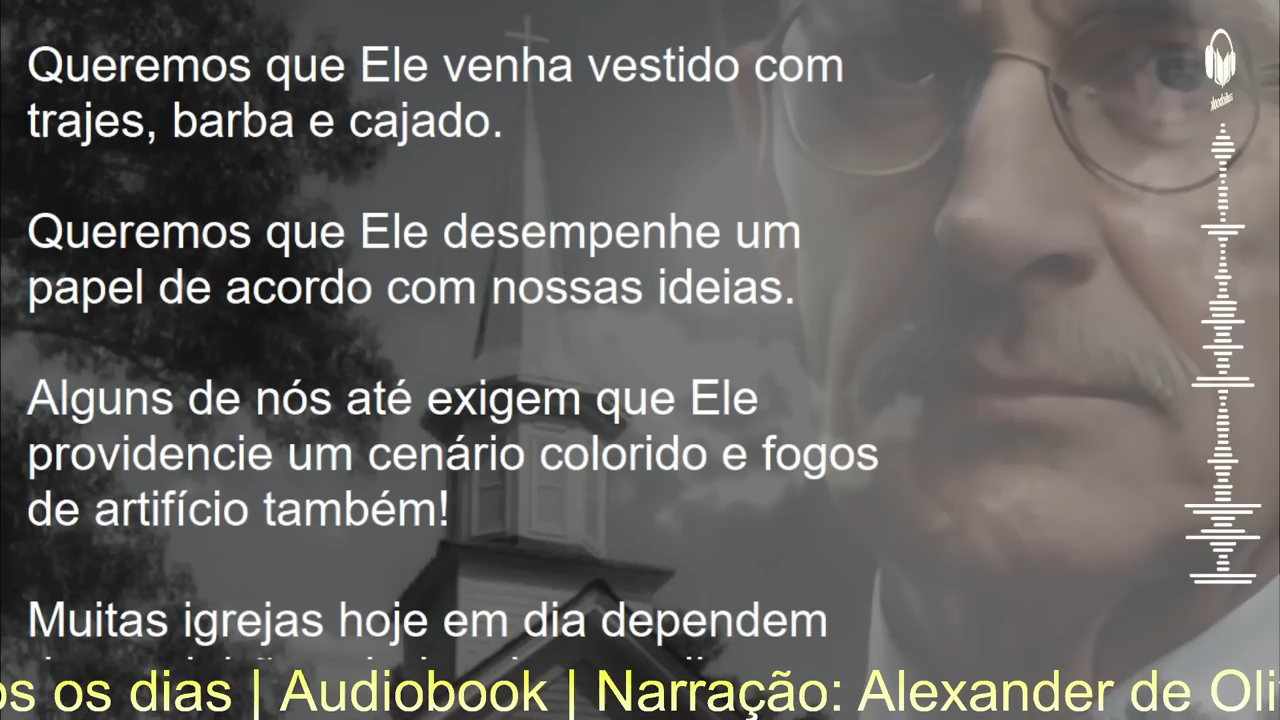 Queremos que Ele venha vestido com
trajes, barba e cajado.
Queremos que Ele desempenhe um
papel de acordo com nossas ideias.
Alguns de nós até exigem que Ele
providencie um cenário colorido e fogos
de artifício também!
Muitas igrejas hoje em dia dependem
os os dias | Audiobook | Narração: Alexander de Oli